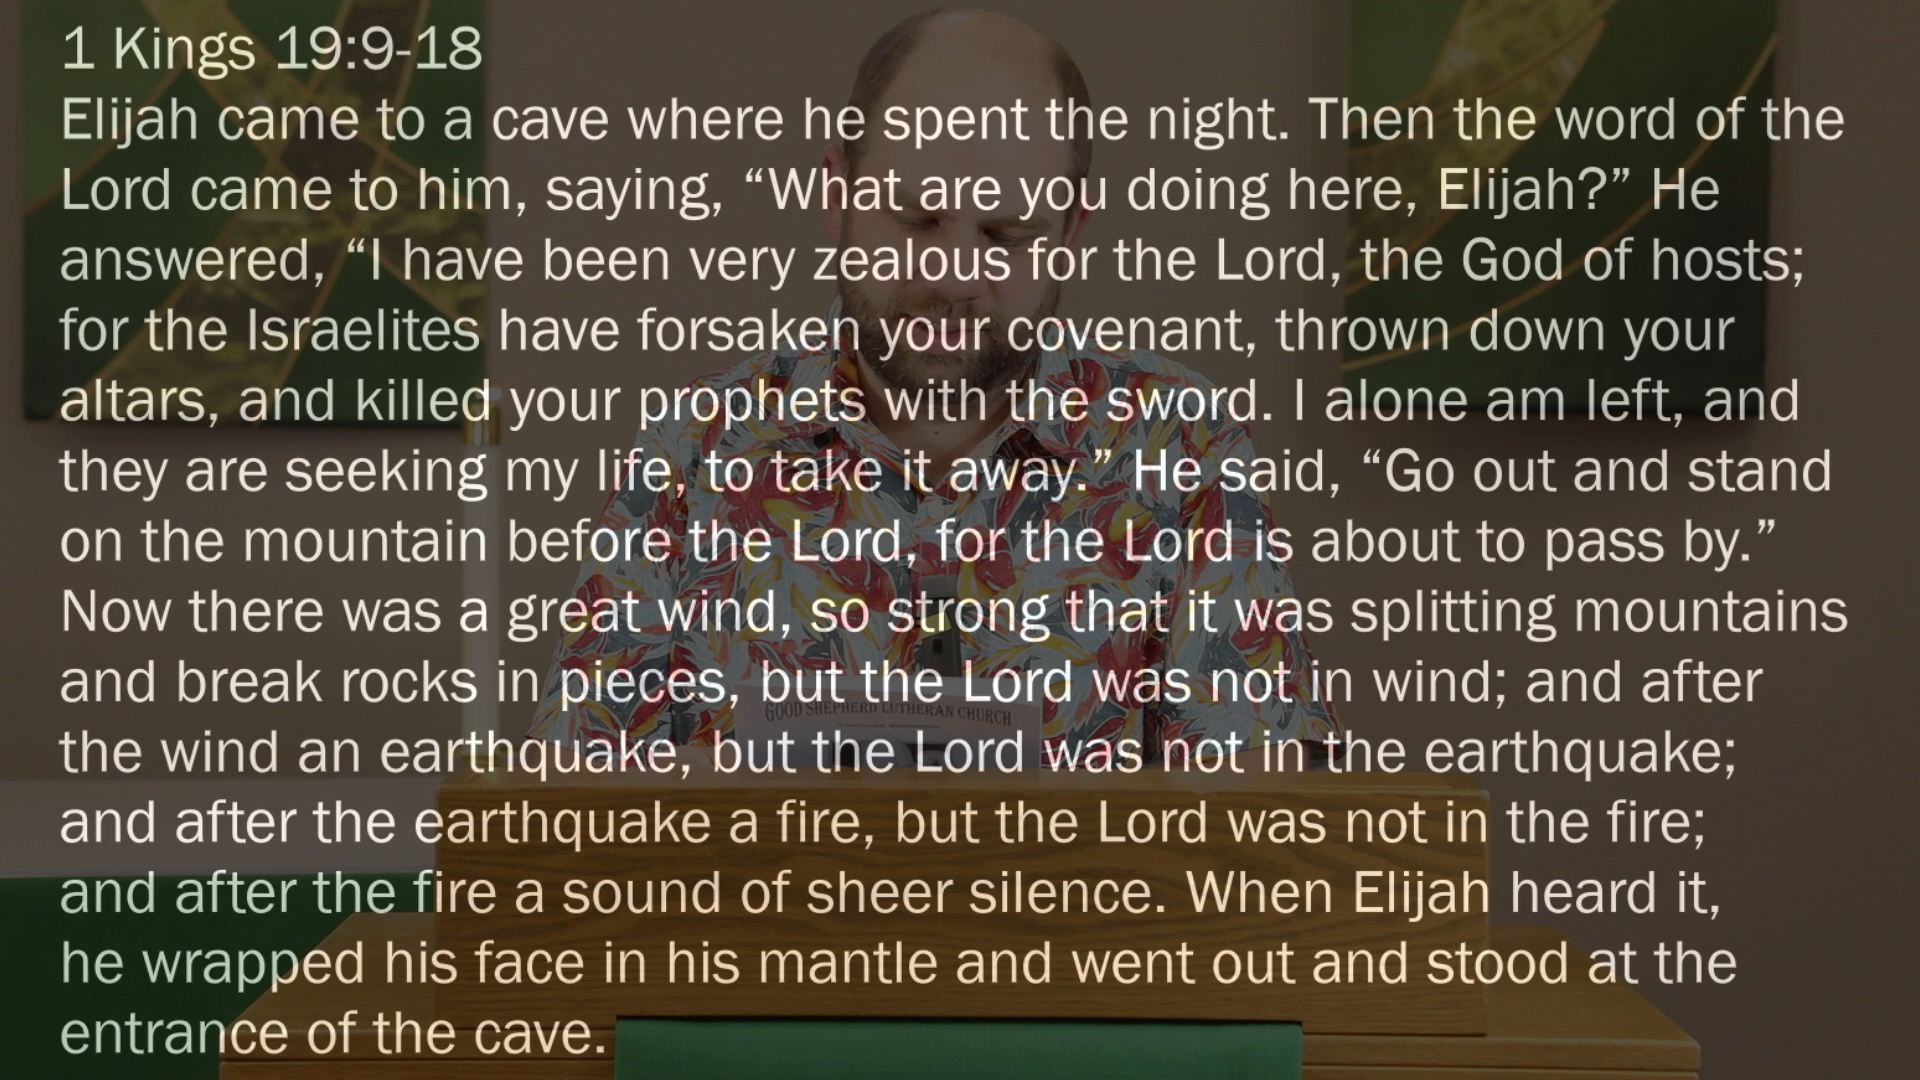 1 Kings 19:9-18
Elijah came to a cave where he spent the night. Then the word of the
Lord came to him, saying, “What are you doing here, Elijah?” He
answered, “I have been very zealous for the Lord, the God of hosts;
for the Israelites have forsaken your covenant, thrown down your
altars, and killed your prophets with the sword. I alone am left, and
they are seeking my life, to take it away.” He said, “Go out and stand
on the mountain before the Lord, for the Lord is about to pass by.”
Now there was a great wind, so strong that it was splitting mountains
and break rocks in pieces, but the Lord was not in wind; and after
GOOD SHEPHERD LUTHERAN CHURCH
the wind an earthquake, but the Lord was not in the earthquake;
and after the earthquake a fire, but the Lord was not in the fire;
and after the fire a sound of sheer silence. When Elijah heard it,
he wrapped his face in his mantle and went out and stood at the
entrance of the cave.